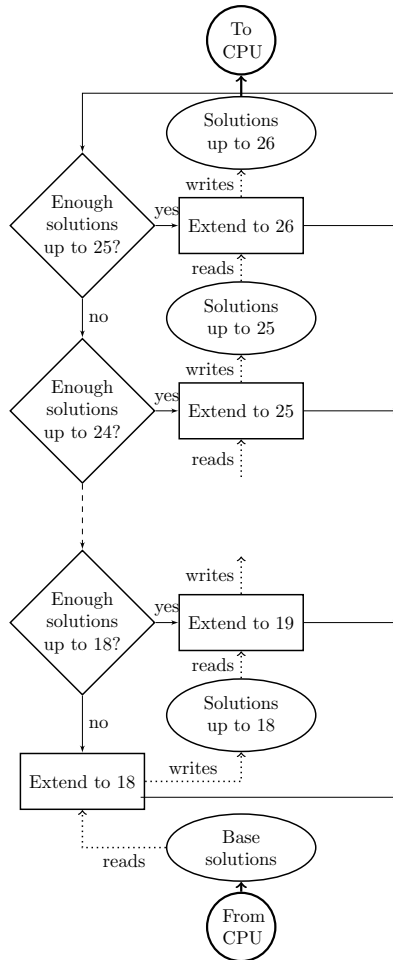 To
CPU
Solutions
up to 26
writes
Enough
solutions
up to 25?
yes
Extend to 26
reads
no
Solutions
up to 25
writes
Enough
solutions
up to 24?
yes
Extend to 25
reads
writes
Enough
solutions
up to 18?
yes
Extend to 19
reads
no
Solutions
up to 18
Extend to 18
writes
reads
Base
solutions
From
CPU